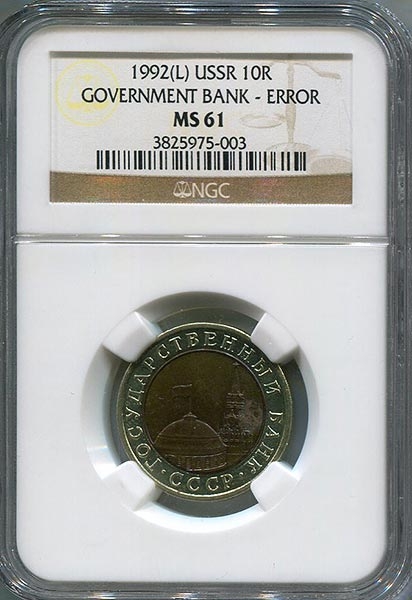 1992(L) USSR 10R
GOVERNMENT BANK - ERROR
MS 61
3825975-003
NGC
ГОСУДАРСТВЕННЫЙ БАНК
· СССР ·